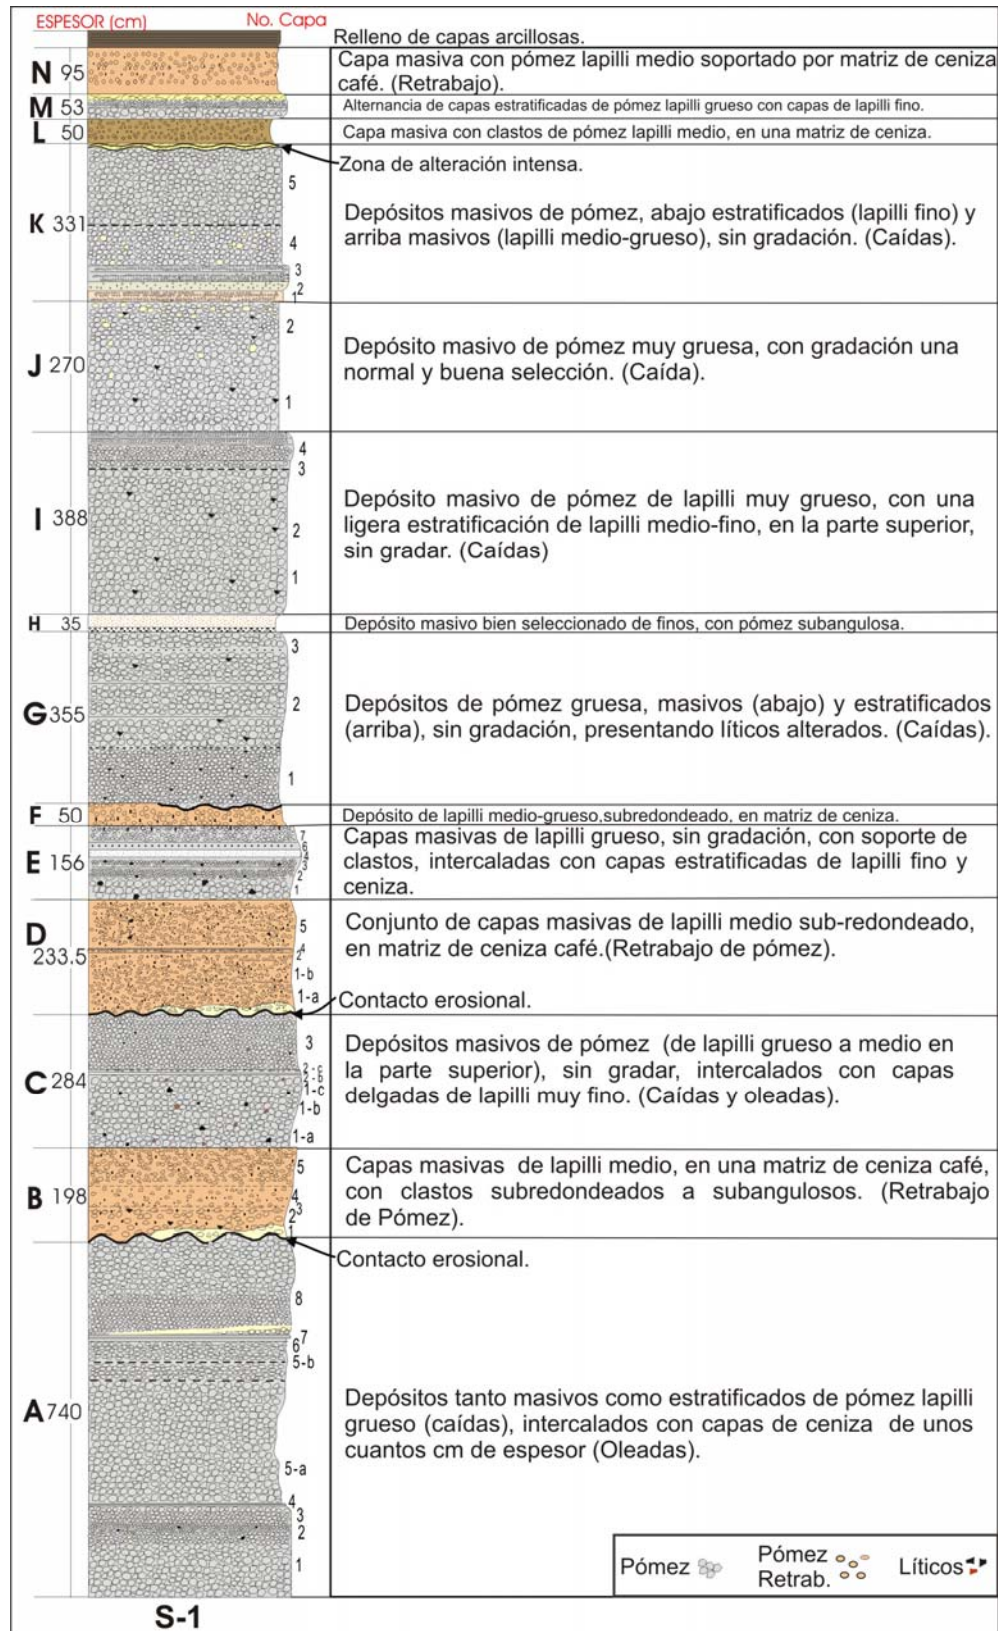 ESPESOR (cm) No. Capa
Relleno de capas arcillosas.
N 95
Capa masiva con pómez lapilli medio soportado por matriz de ceniza
café. (Retrabajo).
M 53
Alternancia de capas estratificadas de pómez lapilli grueso con capas de lapilli fino.
L 50
Capa masiva con clastos de pómez lapilli medio, en una matriz de ceniza.
Zona de alteración intensa.
K 331
5
4
3
2
1
Depósitos masivos de pómez, abajo estratificados (lapilli fino) y
arriba masivos (lapilli medio-grueso), sin gradación. (Caídas).
J 270
2
1
Depósito masivo de pómez muy gruesa, con gradación una
normal y buena selección. (Caída).
I 388
4
3
2
1
Depósito masivo de pómez de lapilli muy grueso, con una
ligera estratificación de lapilli medio-fino, en la parte superior,
sin gradar. (Caídas)
H 35
Depósito masivo bien seleccionado de finos, con pómez subangulosa.
G 355
3
2
1
Depósitos de pómez gruesa, masivos (abajo) y estratificados
(arriba), sin gradación, presentando líticos alterados. (Caídas).
F 50
Depósito de lapilli medio-grueso,subredondeado, en matriz de ceniza.
E 156
7
6
4
3
2
1
Capas masivas de lapilli grueso, sin gradación, con soporte de
clastos, intercaladas con capas estratificadas de lapilli fino y
ceniza.
D
233.5
5
4
2
1-b
1-a
Conjunto de capas masivas de lapilli medio sub-redondeado,
en matriz de ceniza café.(Retrabajo de pómez).
Contacto erosional.
C 284
3
2-c
2-b
1-c
1-b
1-a
Depósitos masivos de pómez (de lapilli grueso a medio en
la parte superior), sin gradar, intercalados con capas
delgadas de lapilli muy fino. (Caídas y oleadas).
B 198
5
4
3
2
1
Capas masivas de lapilli medio, en una matriz de ceniza café,
con clastos subredondeados a subangulosos. (Retrabajo
de Pómez).
Contacto erosional.
A 740
8
7
6
5-b
5-a
4
3
2
1
Depósitos tanto masivos como estratificados de pómez lapilli
grueso (caídas), intercalados con capas de ceniza de unos
cuantos cm de espesor (Oleadas).
Pómez
Pómez
Retrab.
Líticos
S-1